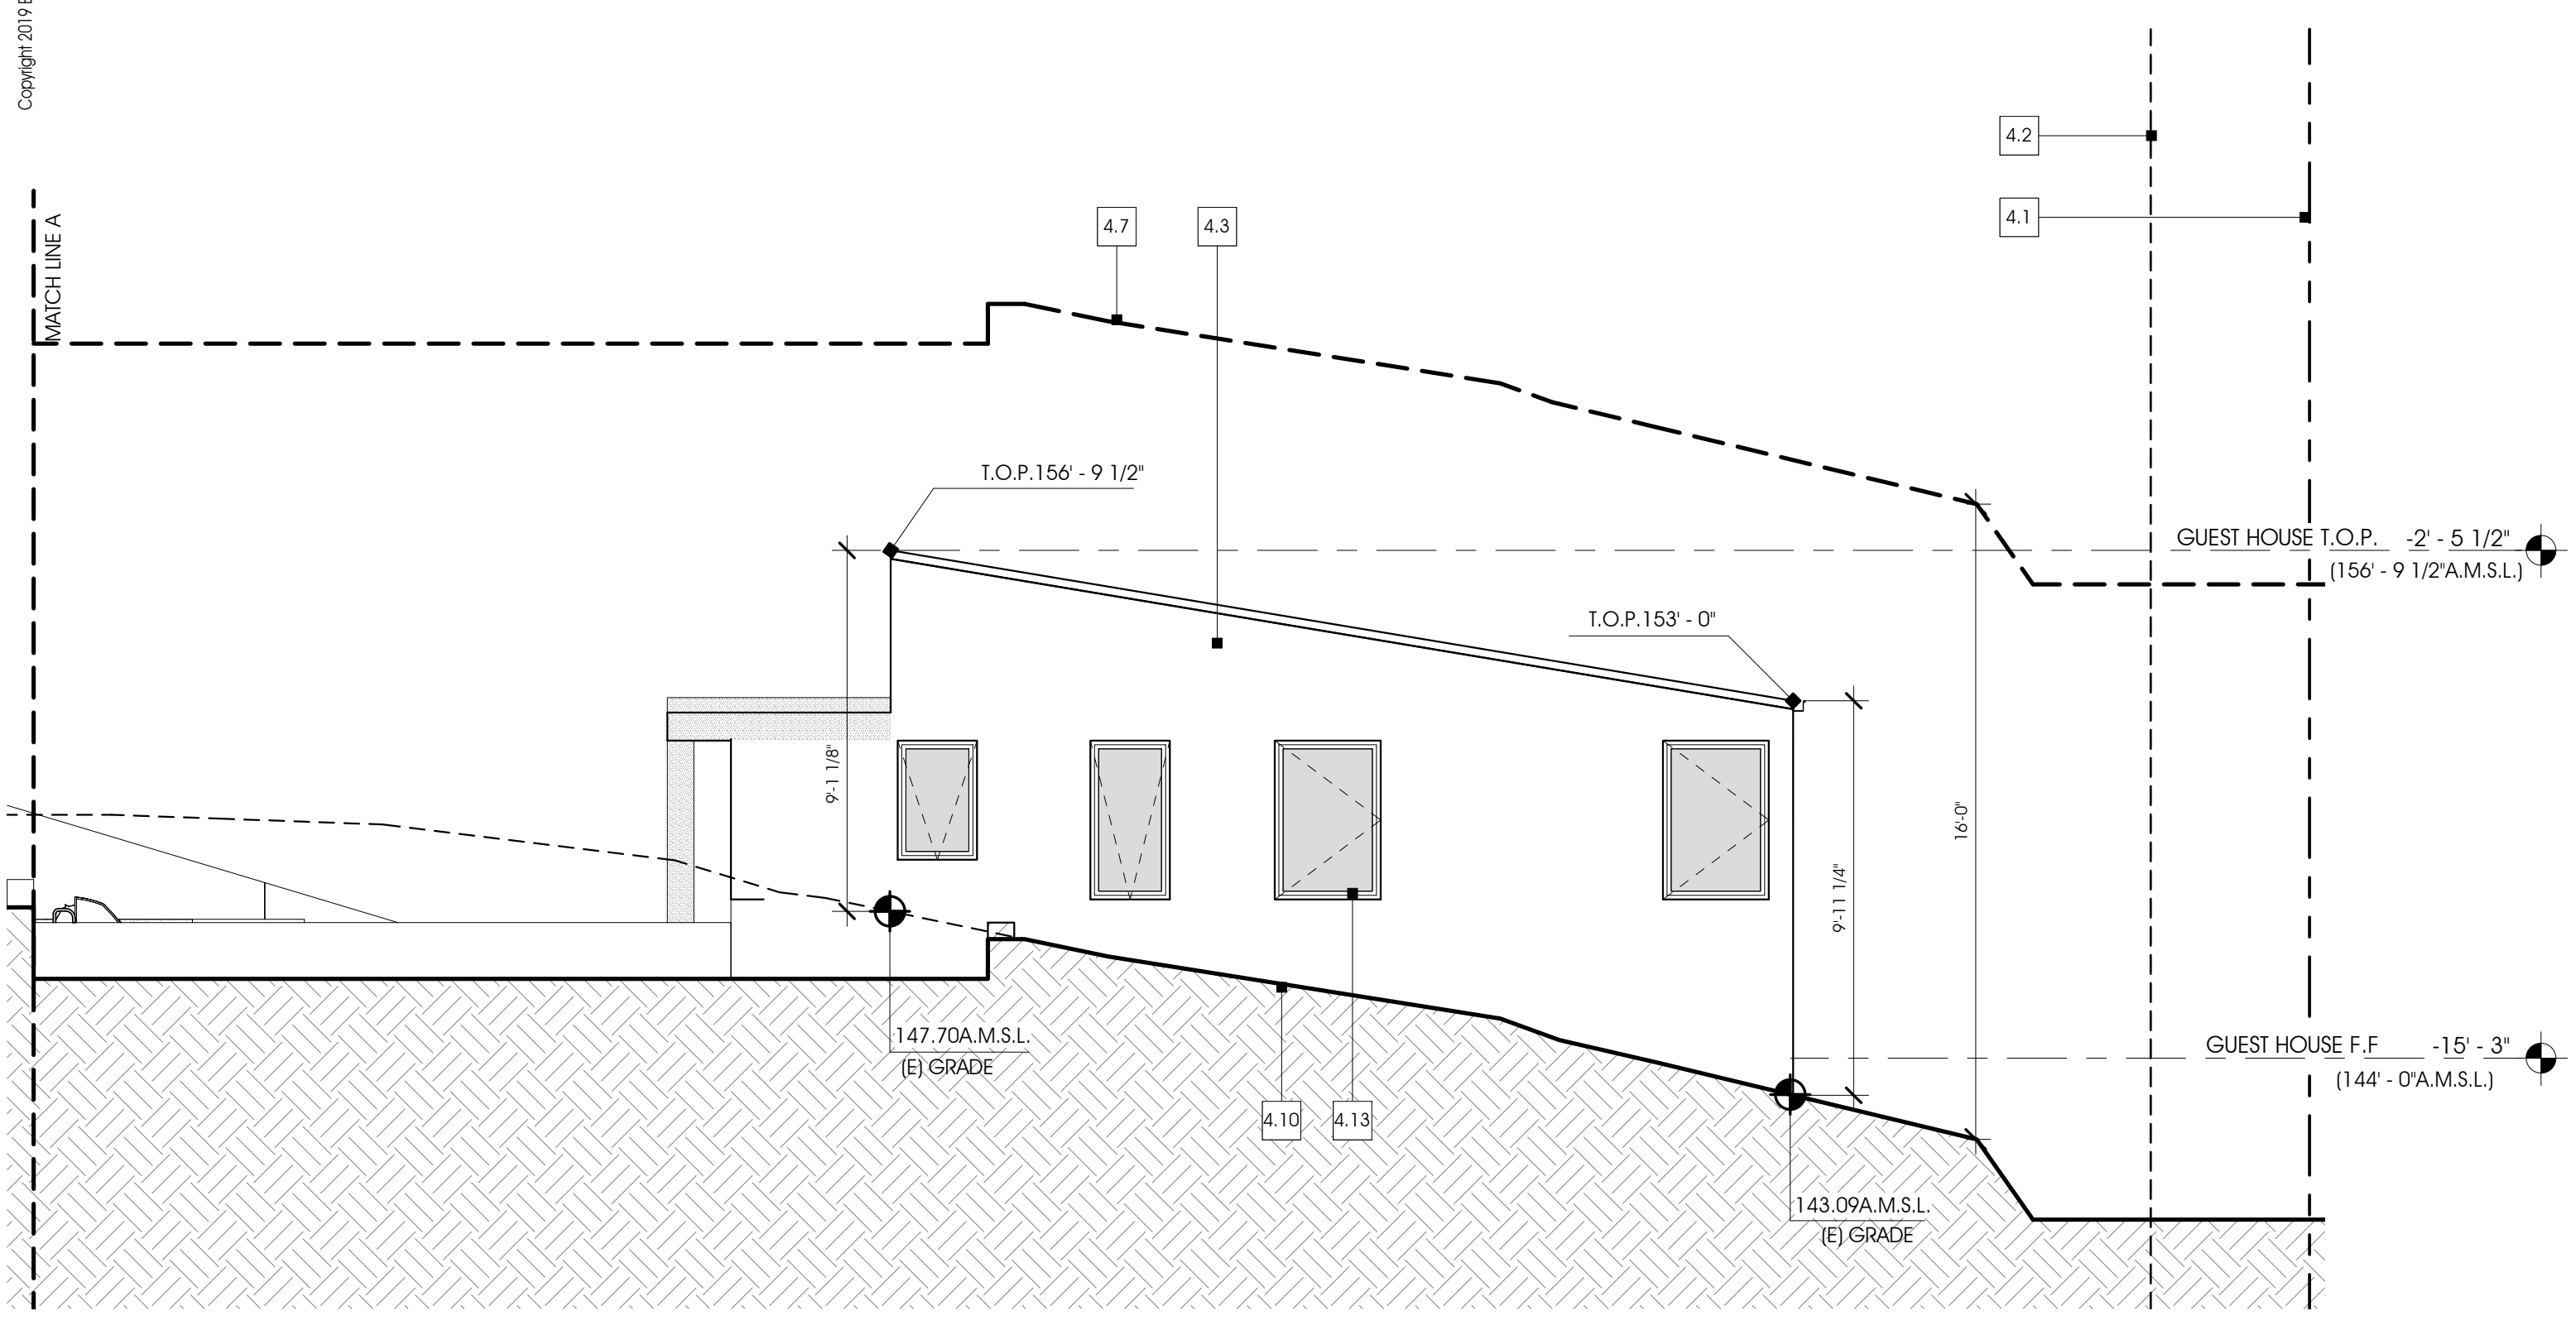 Copyright 2019
MATCH LINE A
4.2
4.1
4.7
4.3
T.O.P.156' - 9 1/2"
GUEST HOUSE T.O.P. -2' - 5 1/2"
(156' - 9 1/2"A.M.S.L.)
T.O.P.153' - 0"
9'-1 1/8"
16'-0"
9'-11 1/4"
147.70A.M.S.L.
(E) GRADE
GUEST HOUSE F.F -15' - 3"
(144' - 0"A.M.S.L.)
4.10
4.13
143.09A.M.S.L.
(E) GRADE